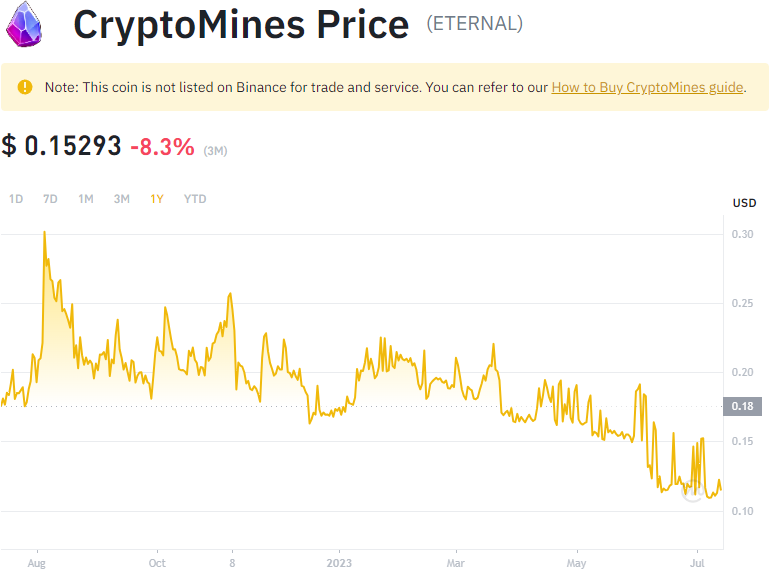 CryptoMines Price (ETERNAL)
Note: This coin is not listed on Binance for trade and service. You can refer to our How to Buy CryptoMines guide.
$ 0.15293 -8.3% (3M)
1D 7D 1M 3M 1Y YTD
USD
0.30
0.25
0.20
0.18
0.15
0.10
Aug Oct 8 2023 Mar May Jul